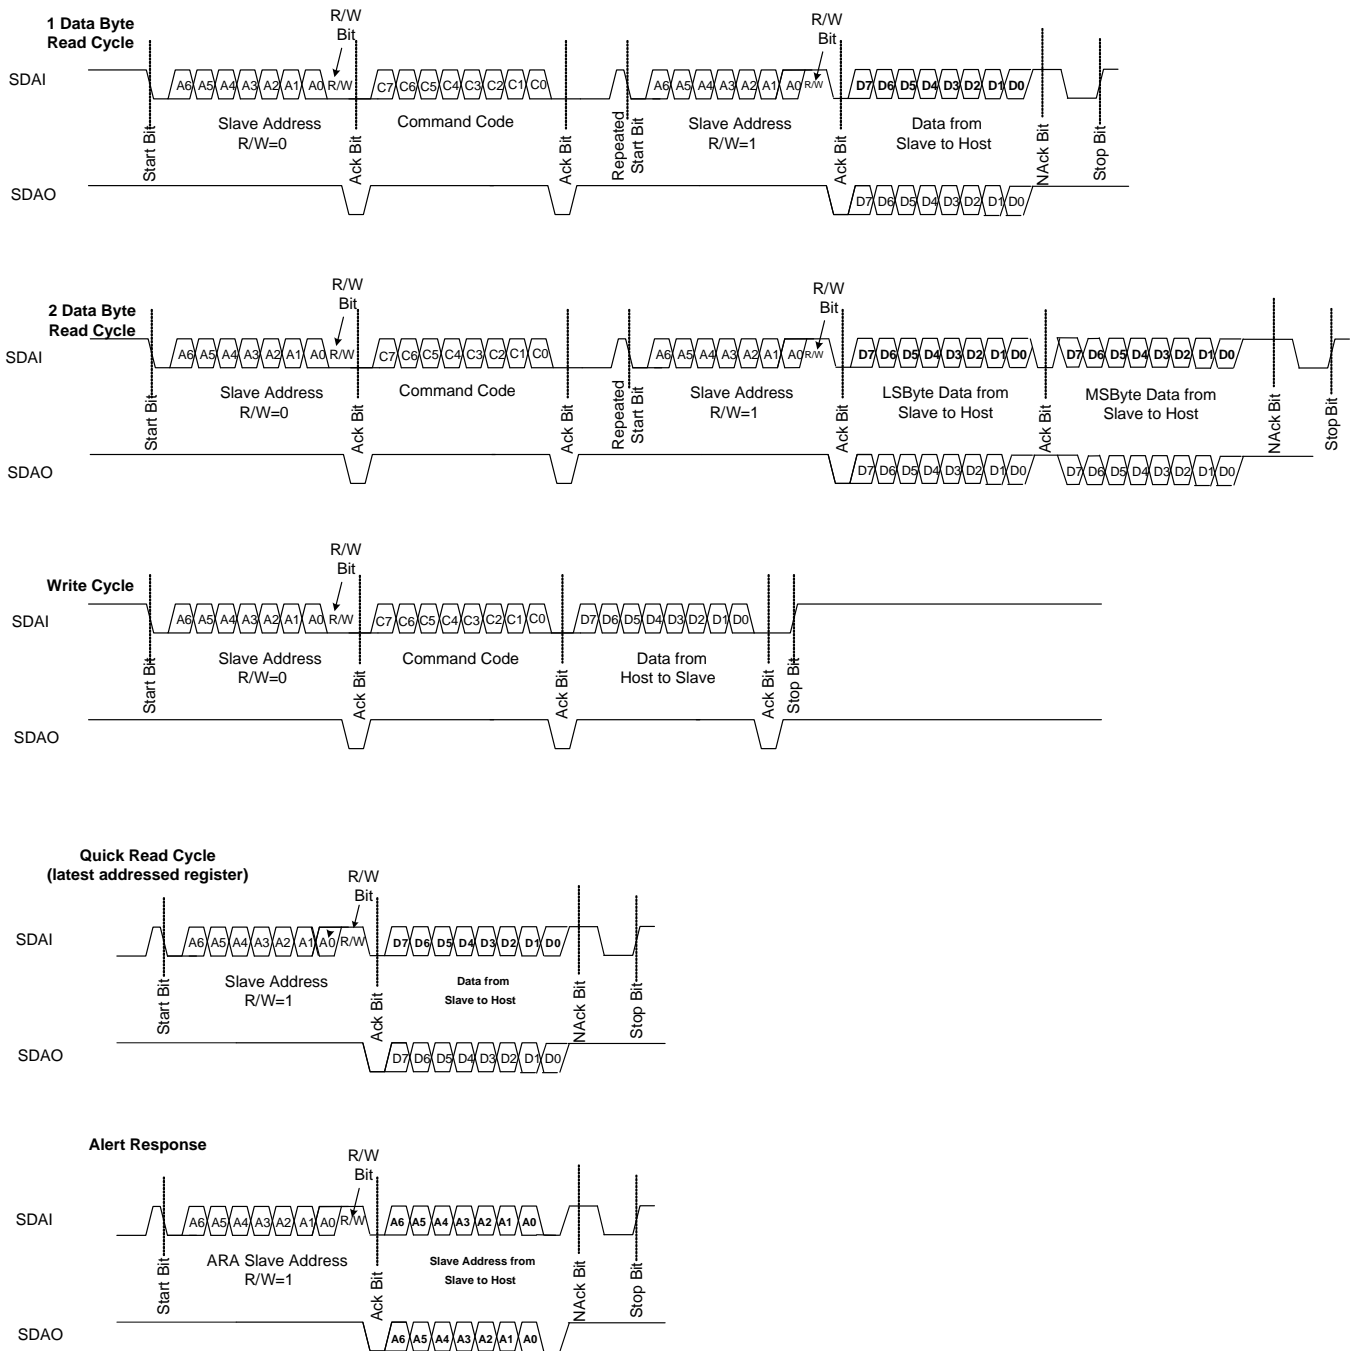 1 Data Byte
Read Cycle
R/W
Bit
R/W
Bit
SDAI
A6 A5 A4 A3 A2 A1 A0 R/W C7 C6 C5 C4 C3 C2 C1 C0 A6 A5 A4 A3 A2 A1 A0 R/W D7 D6 D5 D4 D3 D2 D1 D0
Slave Address
R/W=0
Command Code
Slave Address
R/W=1
Data from
Slave to Host
Start Bit
Ack Bit
Ack Bit
Repeated
Start Bit
Ack Bit
NAck Bit
Stop Bit
SDAO
D7 D6 D5 D4 D3 D2 D1 D0
2 Data Byte
Read Cycle
R/W
Bit
R/W
Bit
SDAI
A6 A5 A4 A3 A2 A1 A0 R/W C7 C6 C5 C4 C3 C2 C1 C0 A6 A5 A4 A3 A2 A1 A0 R/W D7 D6 D5 D4 D3 D2 D1 D0 D7 D6 D5 D4 D3 D2 D1 D0
Slave Address
R/W=0
Command Code
Slave Address
R/W=1
LSByte Data from
Slave to Host
MSByte Data from
Slave to Host
Start Bit
Ack Bit
Ack Bit
Repeated
Start Bit
Ack Bit
Ack Bit
NAck Bit
Stop Bit
SDAO
D7 D6 D5 D4 D3 D2 D1 D0 D7 D6 D5 D4 D3 D2 D1 D0
Write Cycle
R/W
Bit
SDAI
A6 A5 A4 A3 A2 A1 A0 R/W C7 C6 C5 C4 C3 C2 C1 C0 D7 D6 D5 D4 D3 D2 D1 D0
Slave Address
R/W=0
Command Code
Data from
Host to Slave
Start Bit
Ack Bit
Ack Bit
Ack Bit
Stop Bit
SDAO
Quick Read Cycle
(latest addressed register)
R/W
Bit
SDAI
A6 A5 A4 A3 A2 A1 A0 R/W D7 D6 D5 D4 D3 D2 D1 D0
Slave Address
R/W=1
Data from
Slave to Host
Start Bit
Ack Bit
NAck Bit
Stop Bit
SDAO
D7 D6 D5 D4 D3 D2 D1 D0
Alert Response
R/W
Bit
SDAI
A6 A5 A4 A3 A2 A1 A0 R/W A6 A5 A4 A3 A2 A1 A0
ARA Slave Address
R/W=1
Slave Address from
Slave to Host
Start Bit
Ack Bit
NAck Bit
Stop Bit
SDAO
A6 A5 A4 A3 A2 A1 A0